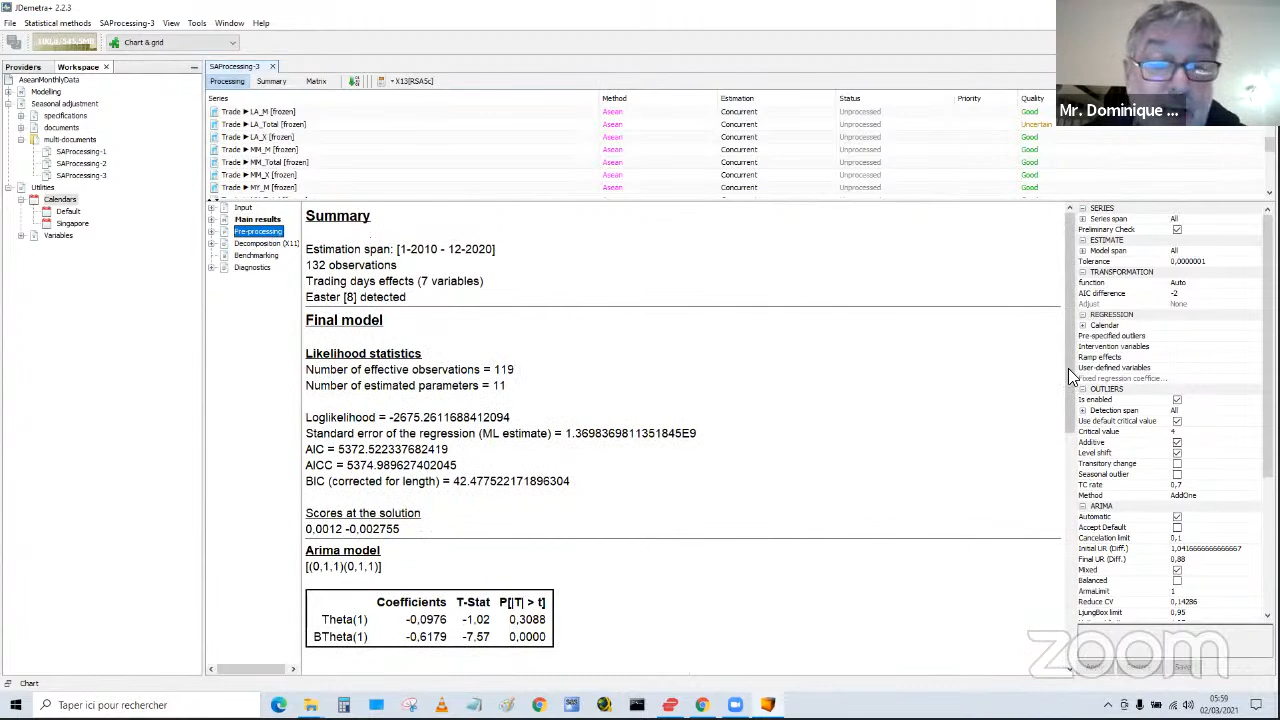 JDemetra+ 2.2.3
File Statistical methods SAProcessing-3 View Tools Window Help
Chart & grid
Providers Workspace × SAProcessing-3 ×
AseanMonthlyData
Modelling
Seasonal adjustment
specifications
documents
multi-documents
SAProcessing-1
SAProcessing-2
SAProcessing-3
Utilities
Calendars
Default
Singapore
Variables
Processing Summary Matrix X13[RSA5c]
Series Method Estimation Status Priority Quality
Trade ► LA_M [frozen] Asean Concurrent Unprocessed Good
Trade ► LA_Total [frozen] Asean Concurrent Unprocessed Uncertain
Trade ► LA_X [frozen] Asean Concurrent Unprocessed Good
Trade ► MM_M [frozen] Asean Concurrent Unprocessed Good
Trade ► MM_Total [frozen] Asean Concurrent Unprocessed Good
Trade ► MM_X [frozen] Asean Concurrent Unprocessed Good
Trade ► MY_M [frozen] Asean Concurrent Unprocessed Good
Mr. Dominique ...
Input
Main results
Pre-processing
Decomposition (X11)
Benchmarking
Diagnostics
Summary
Estimation span: [1-2010 - 12-2020]
132 observations
Trading days effects (7 variables)
Easter [8] detected
Final model
Likelihood statistics
Number of effective observations = 119
Number of estimated parameters = 11
Loglikelihood = -2675.2611688412094
Standard error of the regression (ML estimate) = 1.3698369811351845E9
AIC = 5372.522337682419
AICC = 5374.989627402045
BIC (corrected for length) = 42.477522171896304
Scores at the solution
0,0012 -0,002565
Arima model
[(0,1,1)(0,1,1)]
Coefficients T-Stat P[|T| > t]
Theta(1) -0,0976 -1,02 0,3088
BTheta(1) -0,6179 -7,57 0,0000
SERIES
Series span All
Preliminary Check
ESTIMATE
Model span All
Tolerance 0,0000001
TRANSFORMATION
function Auto
AIC difference -2
Adjust None
REGRESSION
Calendar
Pre-specified outliers
Intervention variables
Ramp effects
User-defined variables
Fixed regression coefficie...
OUTLIERS
Is enabled
Detection span All
Use default critical value
Critical value 4
Additive
Level shift
Transitory change
Seasonal outlier
TC rate 0,7
Method AddOne
ARIMA
Automatic
Accept Default
Cancelation limit 0,1
Initial UR (Diff.) 1,0416666666666667
Final UR (Diff.) 0,88
Mixed
Balanced
ArmaLimit 1
Reduce CV 0,14286
LjungBox limit 0,95
Save
zoom
Chart
Taper ici pour rechercher
05:59
02/03/2021